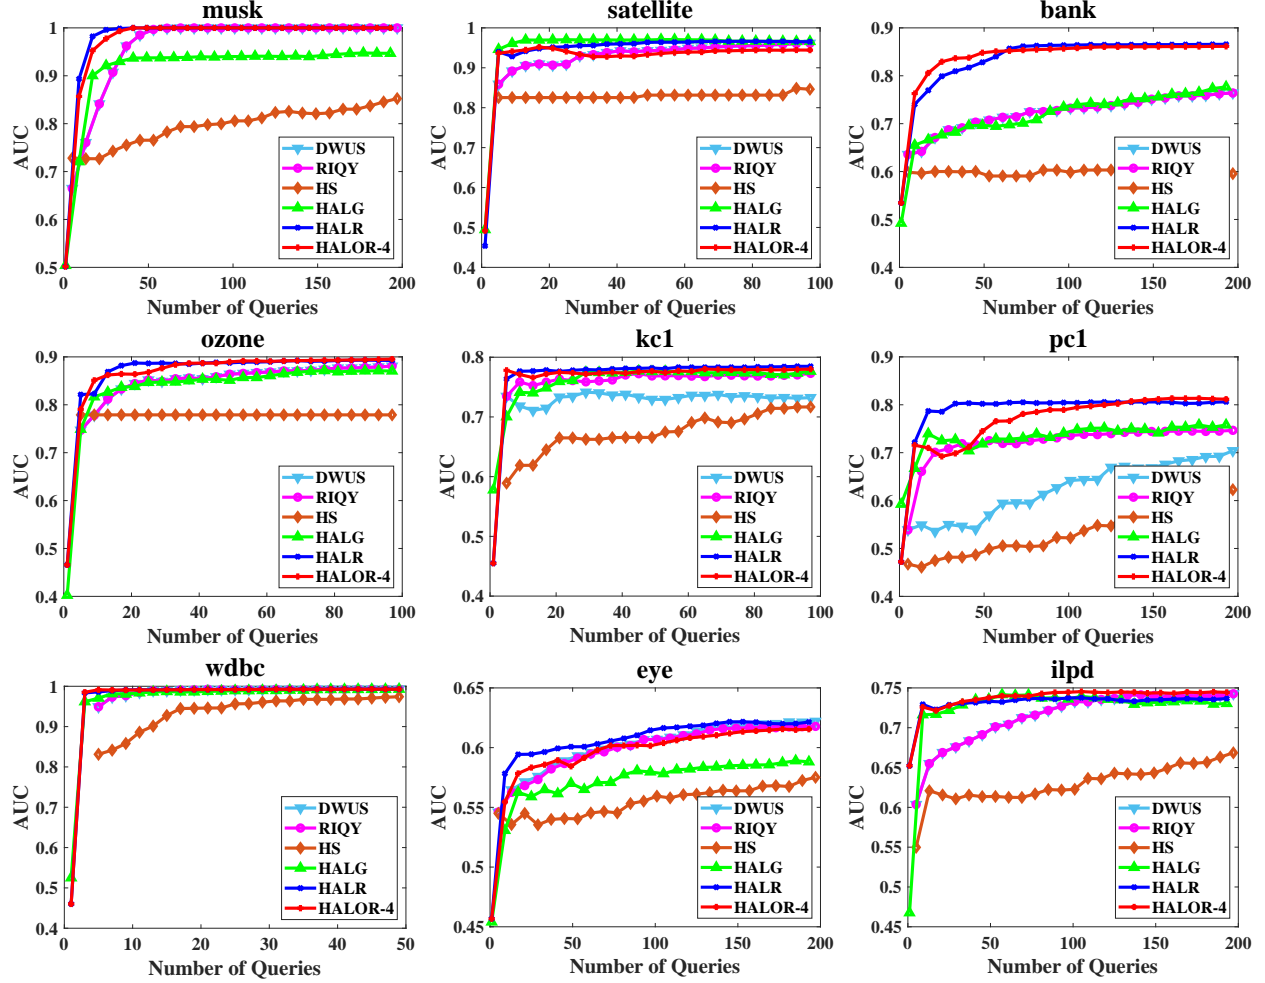 musk
1
0.9
0.8
0.7
0.6
0.5
AUC
0 50 100 150 200
Number of Queries
DWUS
RIQY
HS
HALG
HALR
HALOR-4
satellite
1
0.9
0.8
0.7
0.6
0.5
0.4
AUC
0 20 40 60 80 100
Number of Queries
DWUS
RIQY
HS
HALG
HALR
HALOR-4
bank
0.9
0.8
0.7
0.6
0.5
0.4
AUC
0 50 100 150 200
Number of Queries
DWUS
RIQY
HS
HALG
HALR
HALOR-4
ozone
0.9
0.8
0.7
0.6
0.5
0.4
AUC
0 20 40 60 80 100
Number of Queries
DWUS
RIQY
HS
HALG
HALR
HALOR-4
kc1
0.8
0.7
0.6
0.5
0.4
AUC
0 20 40 60 80 100
Number of Queries
DWUS
RIQY
HS
HALG
HALR
HALOR-4
pc1
0.9
0.8
0.7
0.6
0.5
0.4
AUC
0 50 100 150 200
Number of Queries
DWUS
RIQY
HS
HALG
HALR
HALOR-4
wdbc
1
0.9
0.8
0.7
0.6
0.5
0.4
AUC
0 10 20 30 40 50
Number of Queries
DWUS
RIQY
HS
HALG
HALR
HALOR-4
eye
0.65
0.6
0.55
0.5
0.45
AUC
0 50 100 150 200
Number of Queries
DWUS
RIQY
HS
HALG
HALR
HALOR-4
ilpd
0.75
0.7
0.65
0.6
0.55
0.5
0.45
AUC
0 50 100 150 200
Number of Queries
DWUS
RIQY
HS
HALG
HALR
HALOR-4